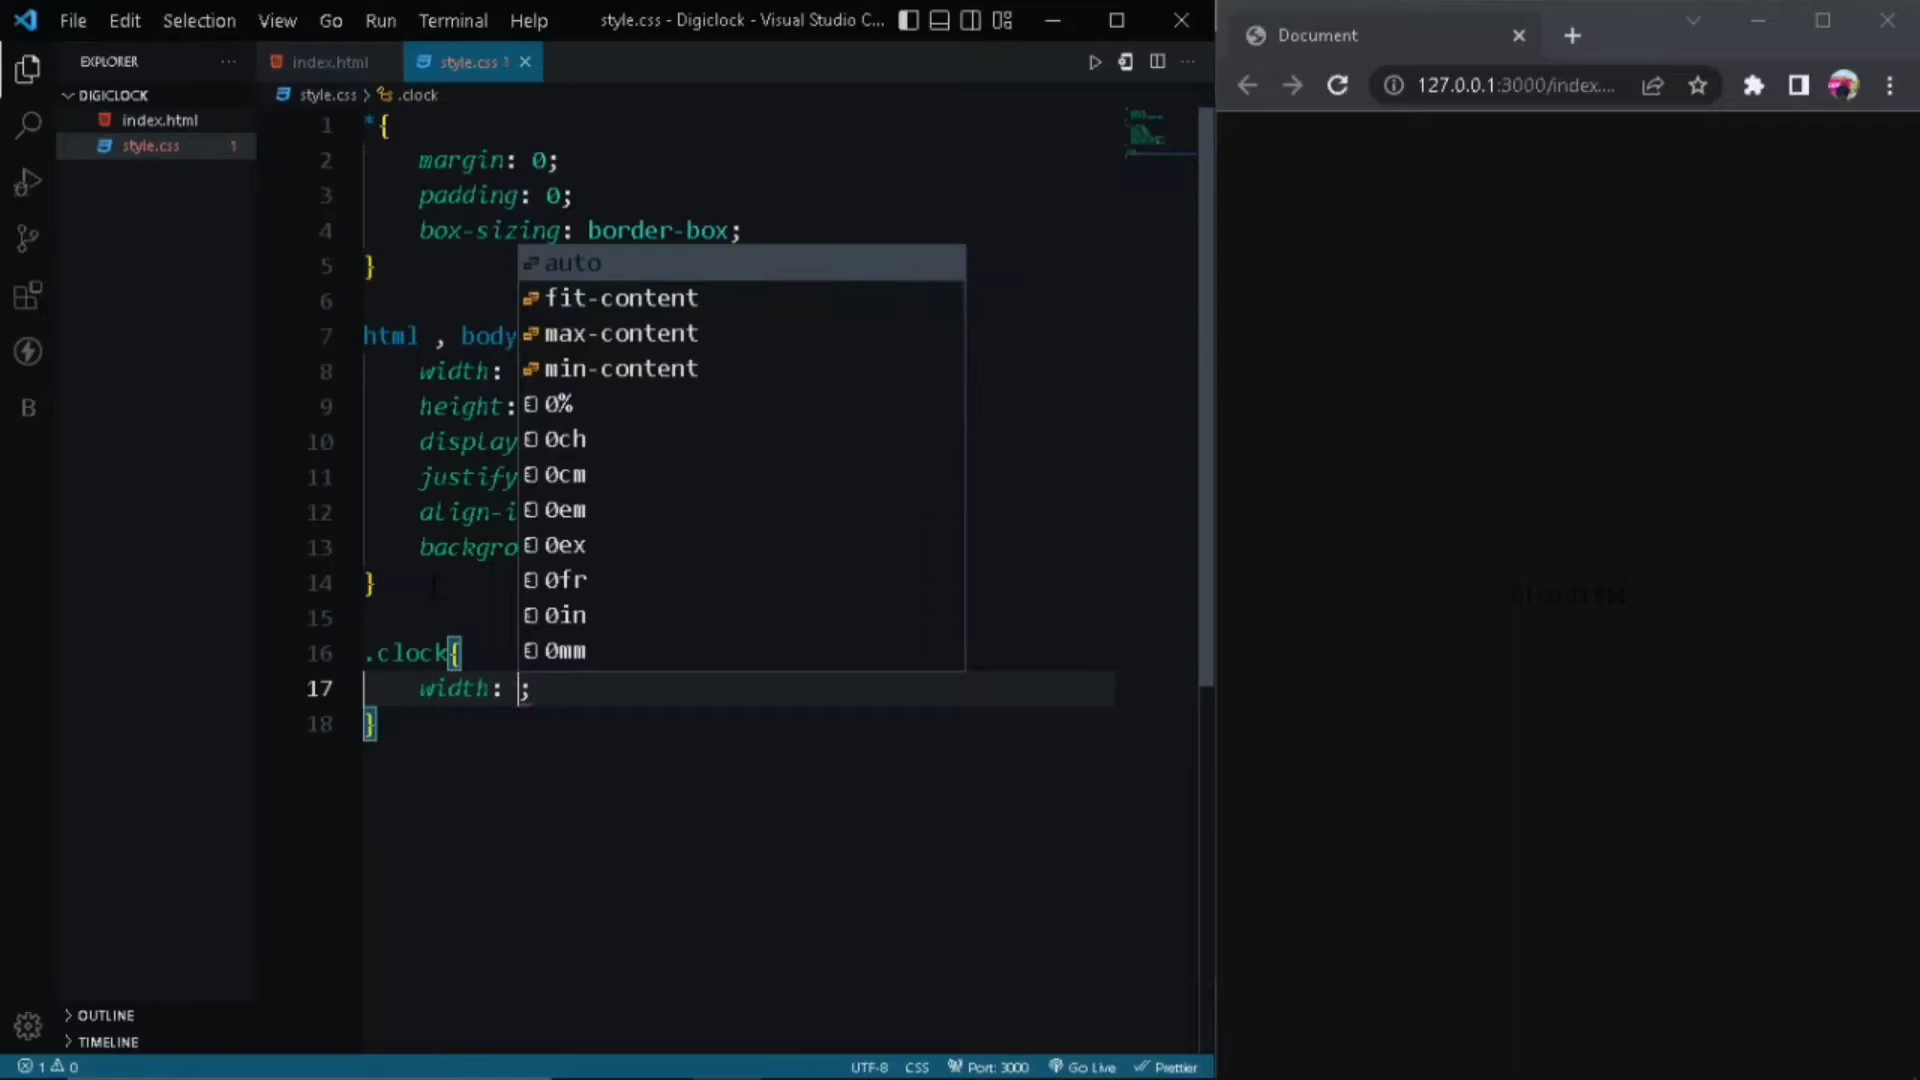 File Edit Selection View Go Run Terminal Help style.css - Digiclock - Visual Studio C...
Document
EXPLORER
index.html
style.css 1
127.0.0.1:3000/index....
DIGICLOCK
index.html
style.css 1
style.css > .clock
1 *{
2 margin: 0;
3 padding: 0;
4 box-sizing: border-box;
5 }
6
7 html , body
8 width:
9 height:
10 display
11 justify
12 align-i
13 backgro
14 }
15
16 .clock{
17 width: ;
18 }
auto
fit-content
max-content
min-content
0%
0ch
0cm
0em
0ex
0fr
0in
0mm
B
OUTLINE
TIMELINE
1 0 UTF-8 CSS Port: 3000 Go Live Prettier